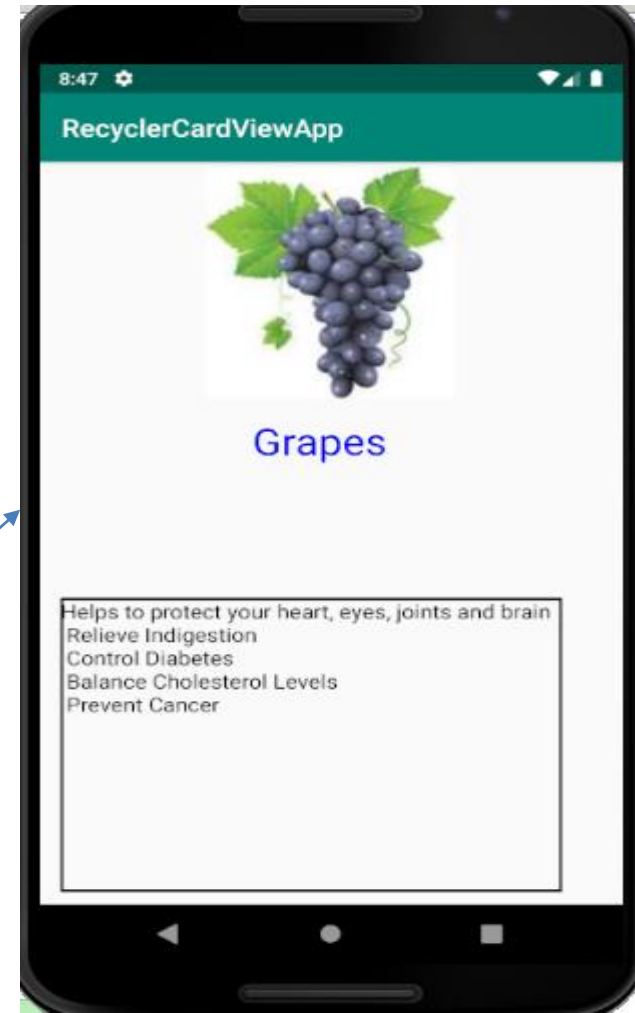 8:47
RecyclerCardViewApp
Grapes
Helps to protect your heart, eyes, joints and brain
Relieve Indigestion
Control Diabetes
Balance Cholesterol Levels
Prevent Cancer